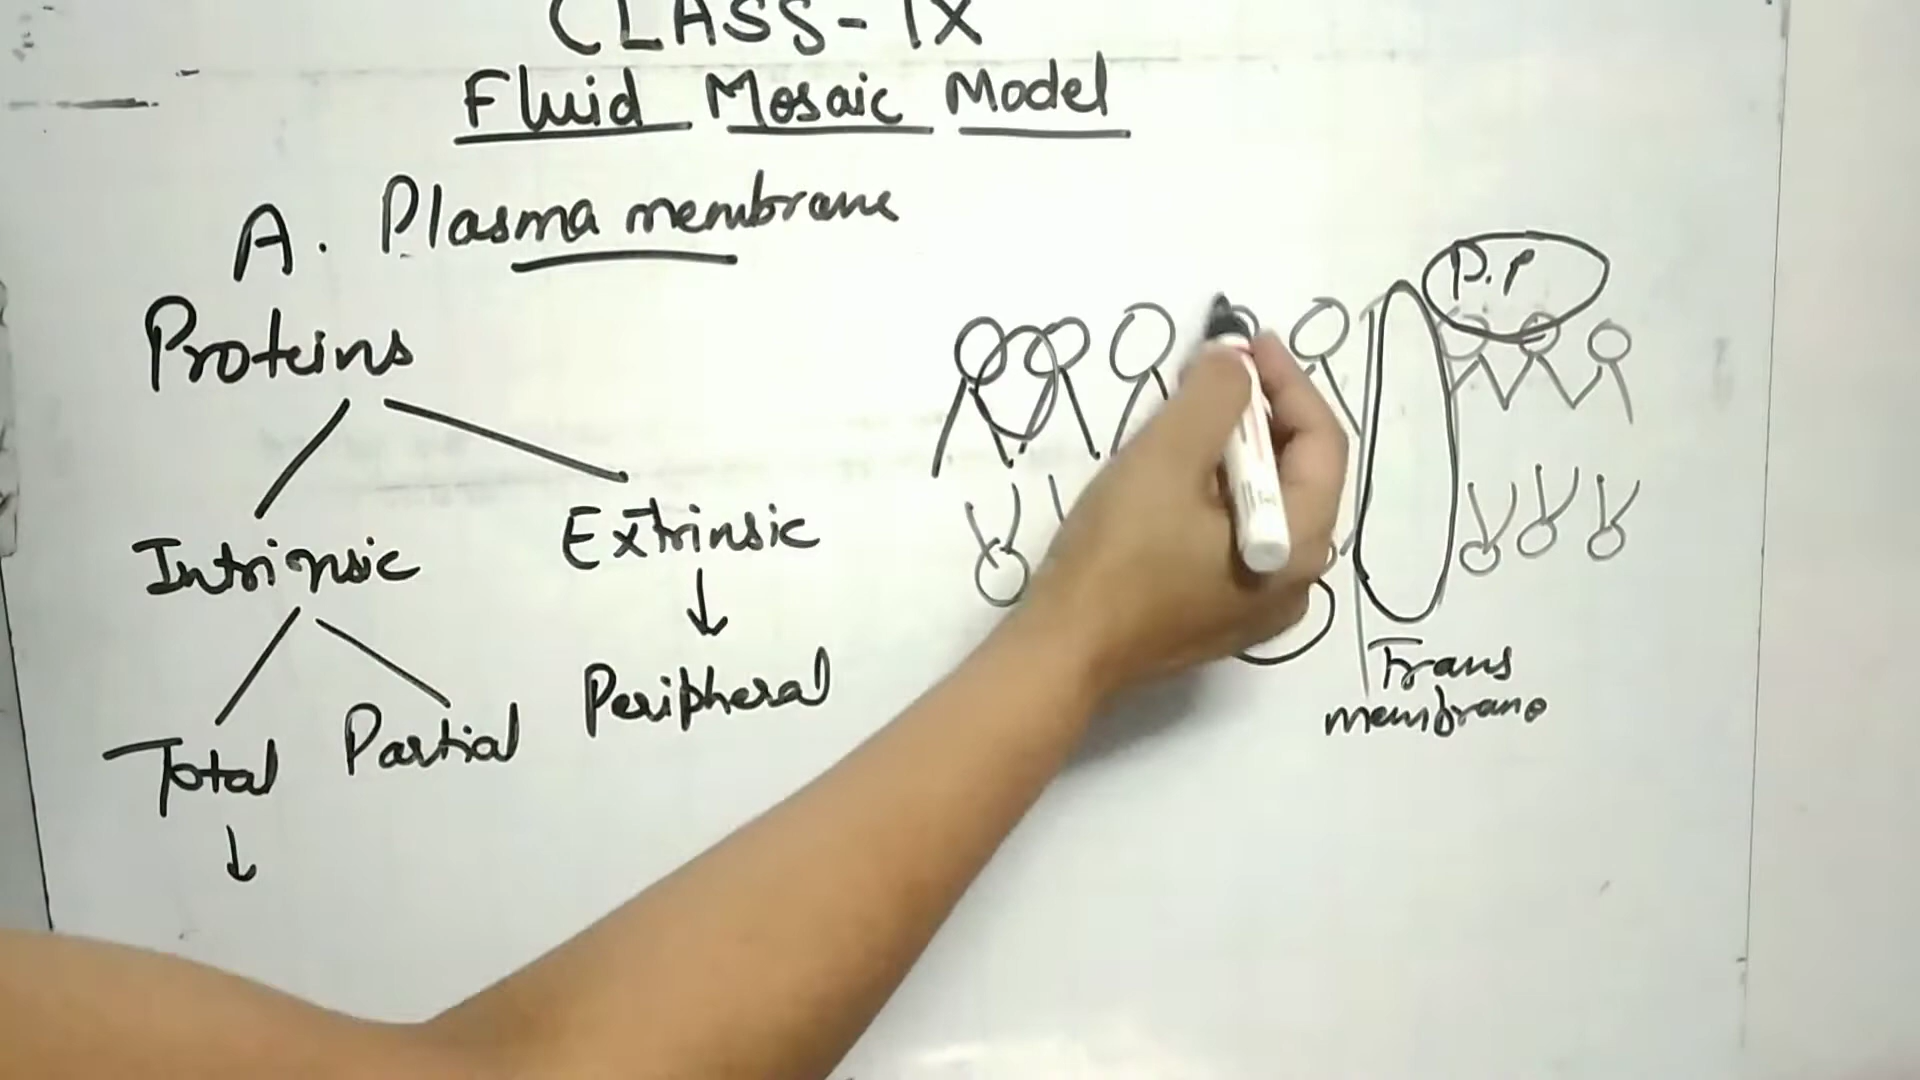 CLASS-IX
Fluid Mosaic Model
A. Plasma membrane
Proteins
Intrinsic
Extrinsic
Total
Partial
Peripheral
P.P
Trans
membrane